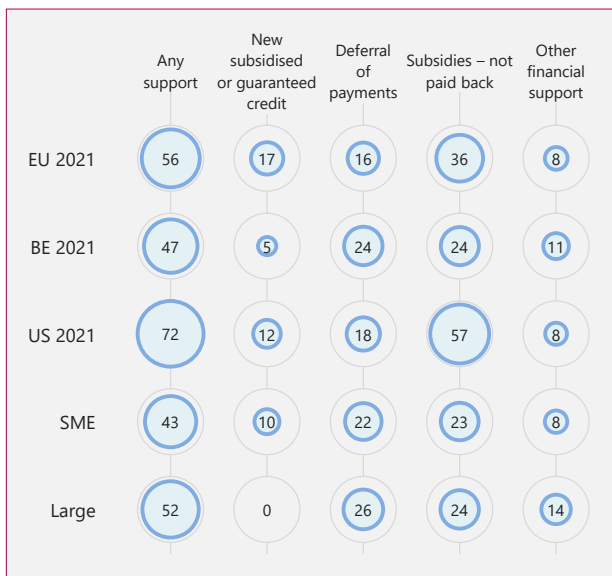 Any support
New subsidised or guaranteed credit
Deferral of payments
Subsidies – not paid back
Other financial support
EU 2021 56 17 16 36 8
BE 2021 47 5 24 24 11
US 2021 72 12 18 57 8
SME 43 10 22 23 8
Large 52 0 26 24 14